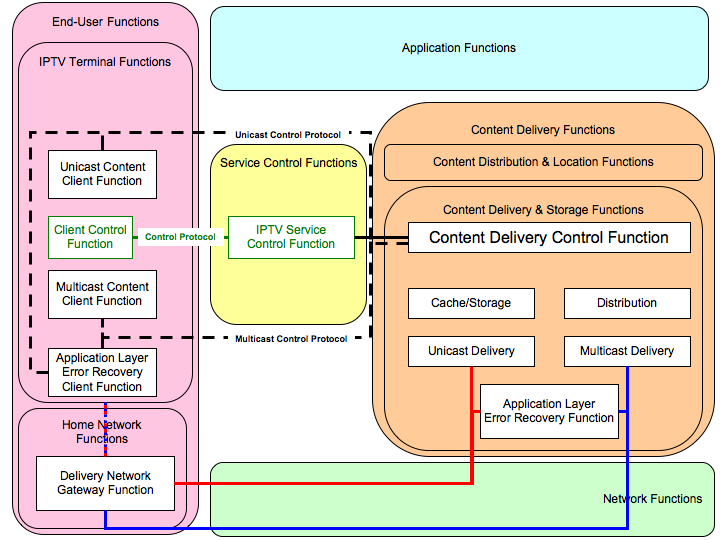 End-User Functions
IPTV Terminal Functions
Application Functions
Unicast Control Protocol
Content Delivery Functions
Service Control Functions
Content Distribution & Location Functions
Unicast Content
Client Function
Content Delivery & Storage Functions
Client Control
Function
Control Protocol
IPTV Service
Control Function
Content Delivery Control Function
Multicast Content
Client Function
Cache/Storage
Distribution
Multicast Control Protocol
Unicast Delivery
Multicast Delivery
Application Layer
Error Recovery
Client Function
Application Layer
Error Recovery Function
Home Network
Functions
Delivery Network
Gateway Function
Network Functions